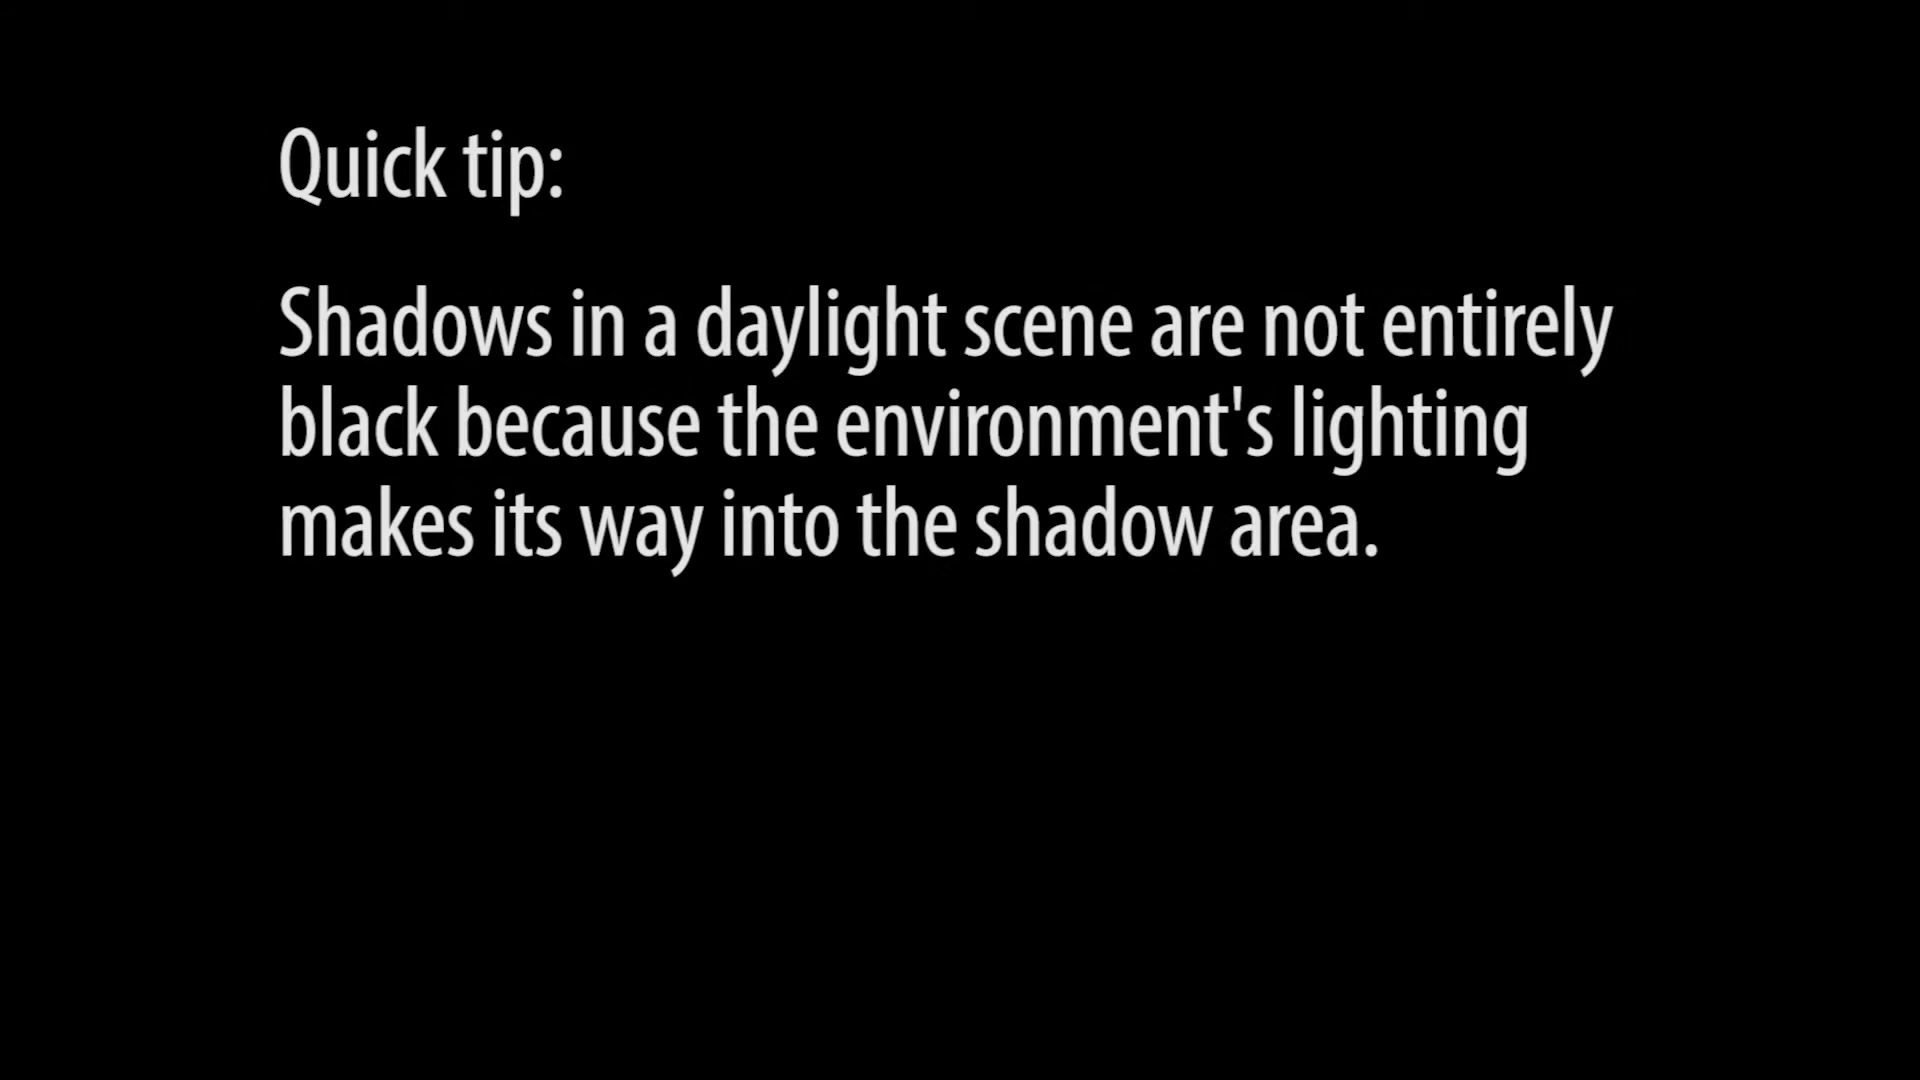 Quick tip:
Shadows in a daylight scene are not entirely
black because the environment's lighting
makes its way into the shadow area.